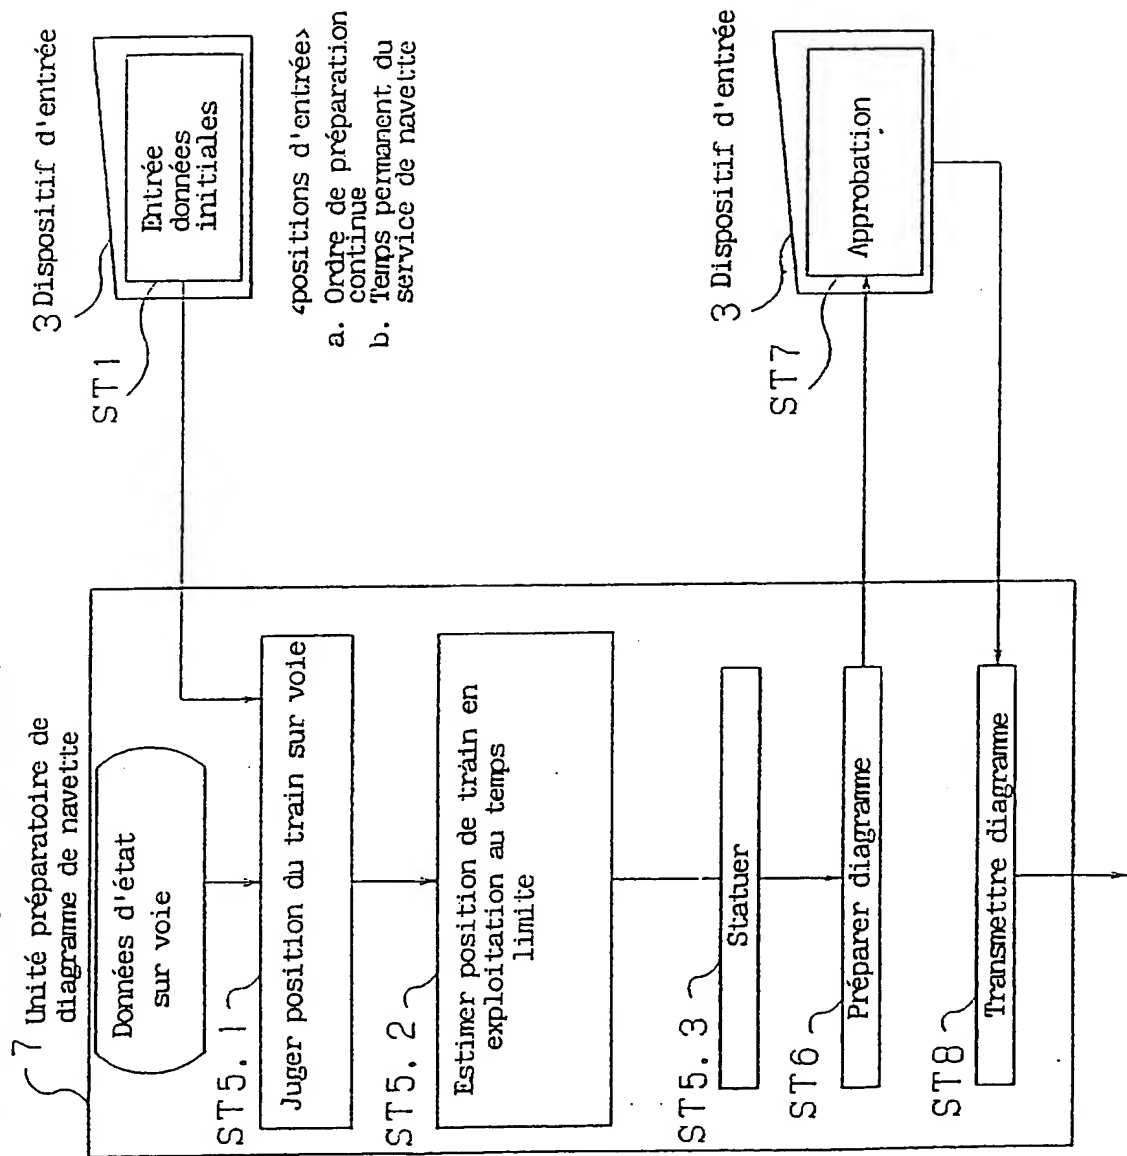 7 Unité préparatoire de
diagramme de navette
Données d'état
sur voie
ST5.1
Juger position du train sur voie
ST5.2
Estimer position de train en
exploitation au temps
limite
ST5.3
Statuer
ST6
Préparer diagramme
ST8
Transmettre diagramme
3 Dispositif d'entrée
ST1
Entrée
données
initiales
<positions d'entrée>
a. Ordre de préparation
continue
b. Temps permanent du
service de navette
3 Dispositif d'entrée
ST7
Approbation